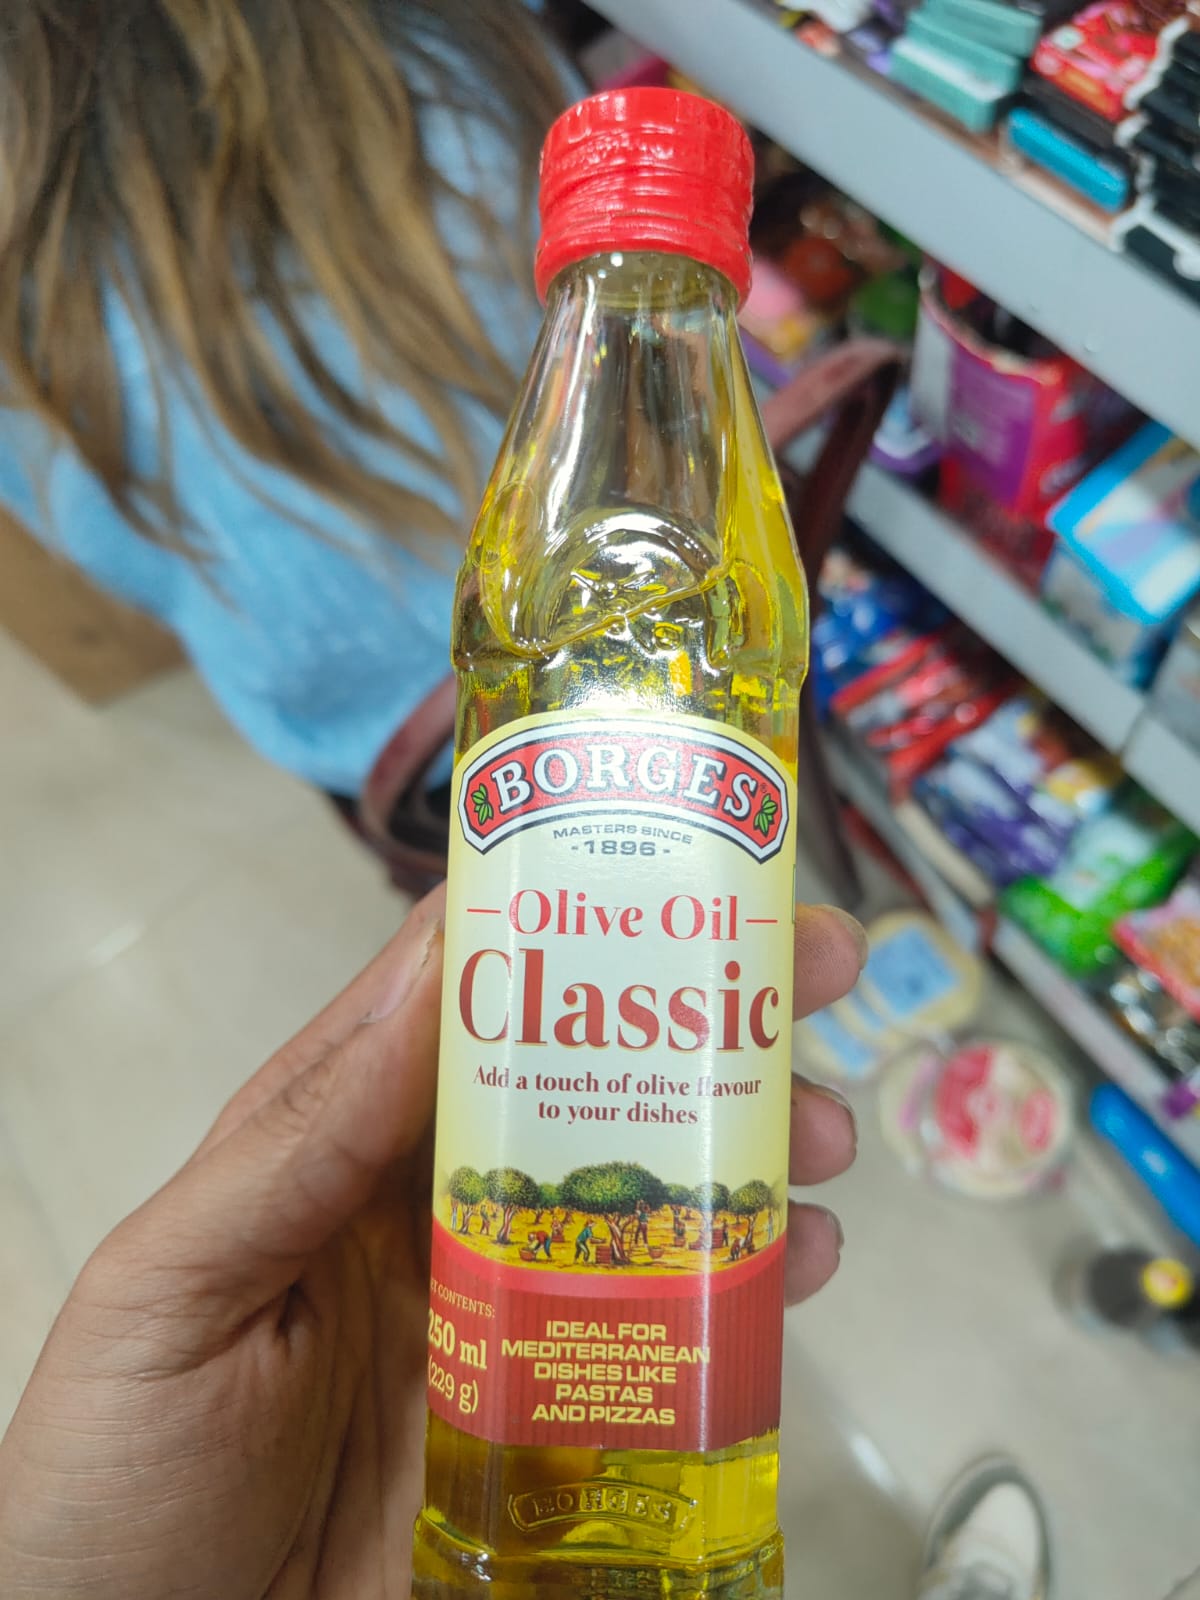 BORGES
MASTERS SINCE
-1896-
Olive Oil
Classic
Add a touch of olive flavour
to your dishes
CONTENTS:
250 ml
(229 g)
IDEAL FOR
MEDITERRANEAN
DISHES LIKE
PASTAS
AND PIZZAS
BORGES